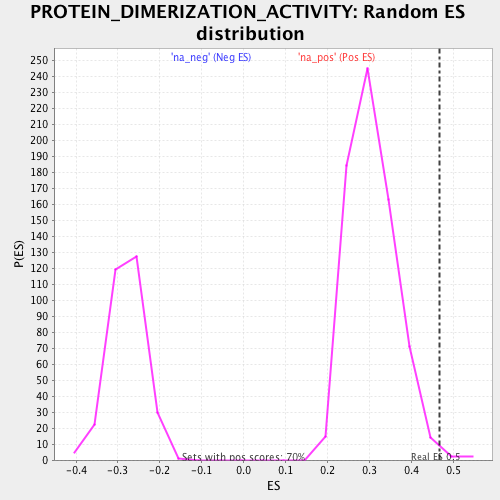 PROTEIN_DIMERIZATION_ACTIVITY: Random ES
distribution
'na_neg' (Neg ES)
'na_pos' (Pos ES)
250
240
230
220
210
200
190
180
170
160
150
140
130
120
110
100
90
80
70
60
50
40
30
20
10
0
P(ES)
Sets with pos scores: 70%
Real ES 0.5
-0.4 -0.3 -0.2 -0.1 0.0 0.1 0.2 0.3 0.4 0.5
ES